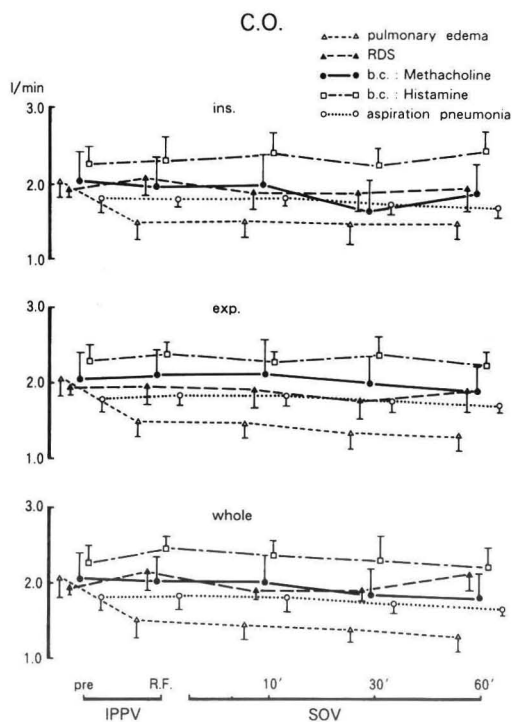 C.O.
pulmonary edema
RDS
b.c. : Methacholine
b.c. : Histamine
aspiration pneumonia
l/min
3.0
ins.
2.0
1.0
3.0
exp.
2.0
1.0
3.0
whole
2.0
1.0
pre R.F. 10′ 30′ 60′
IPPV SOV